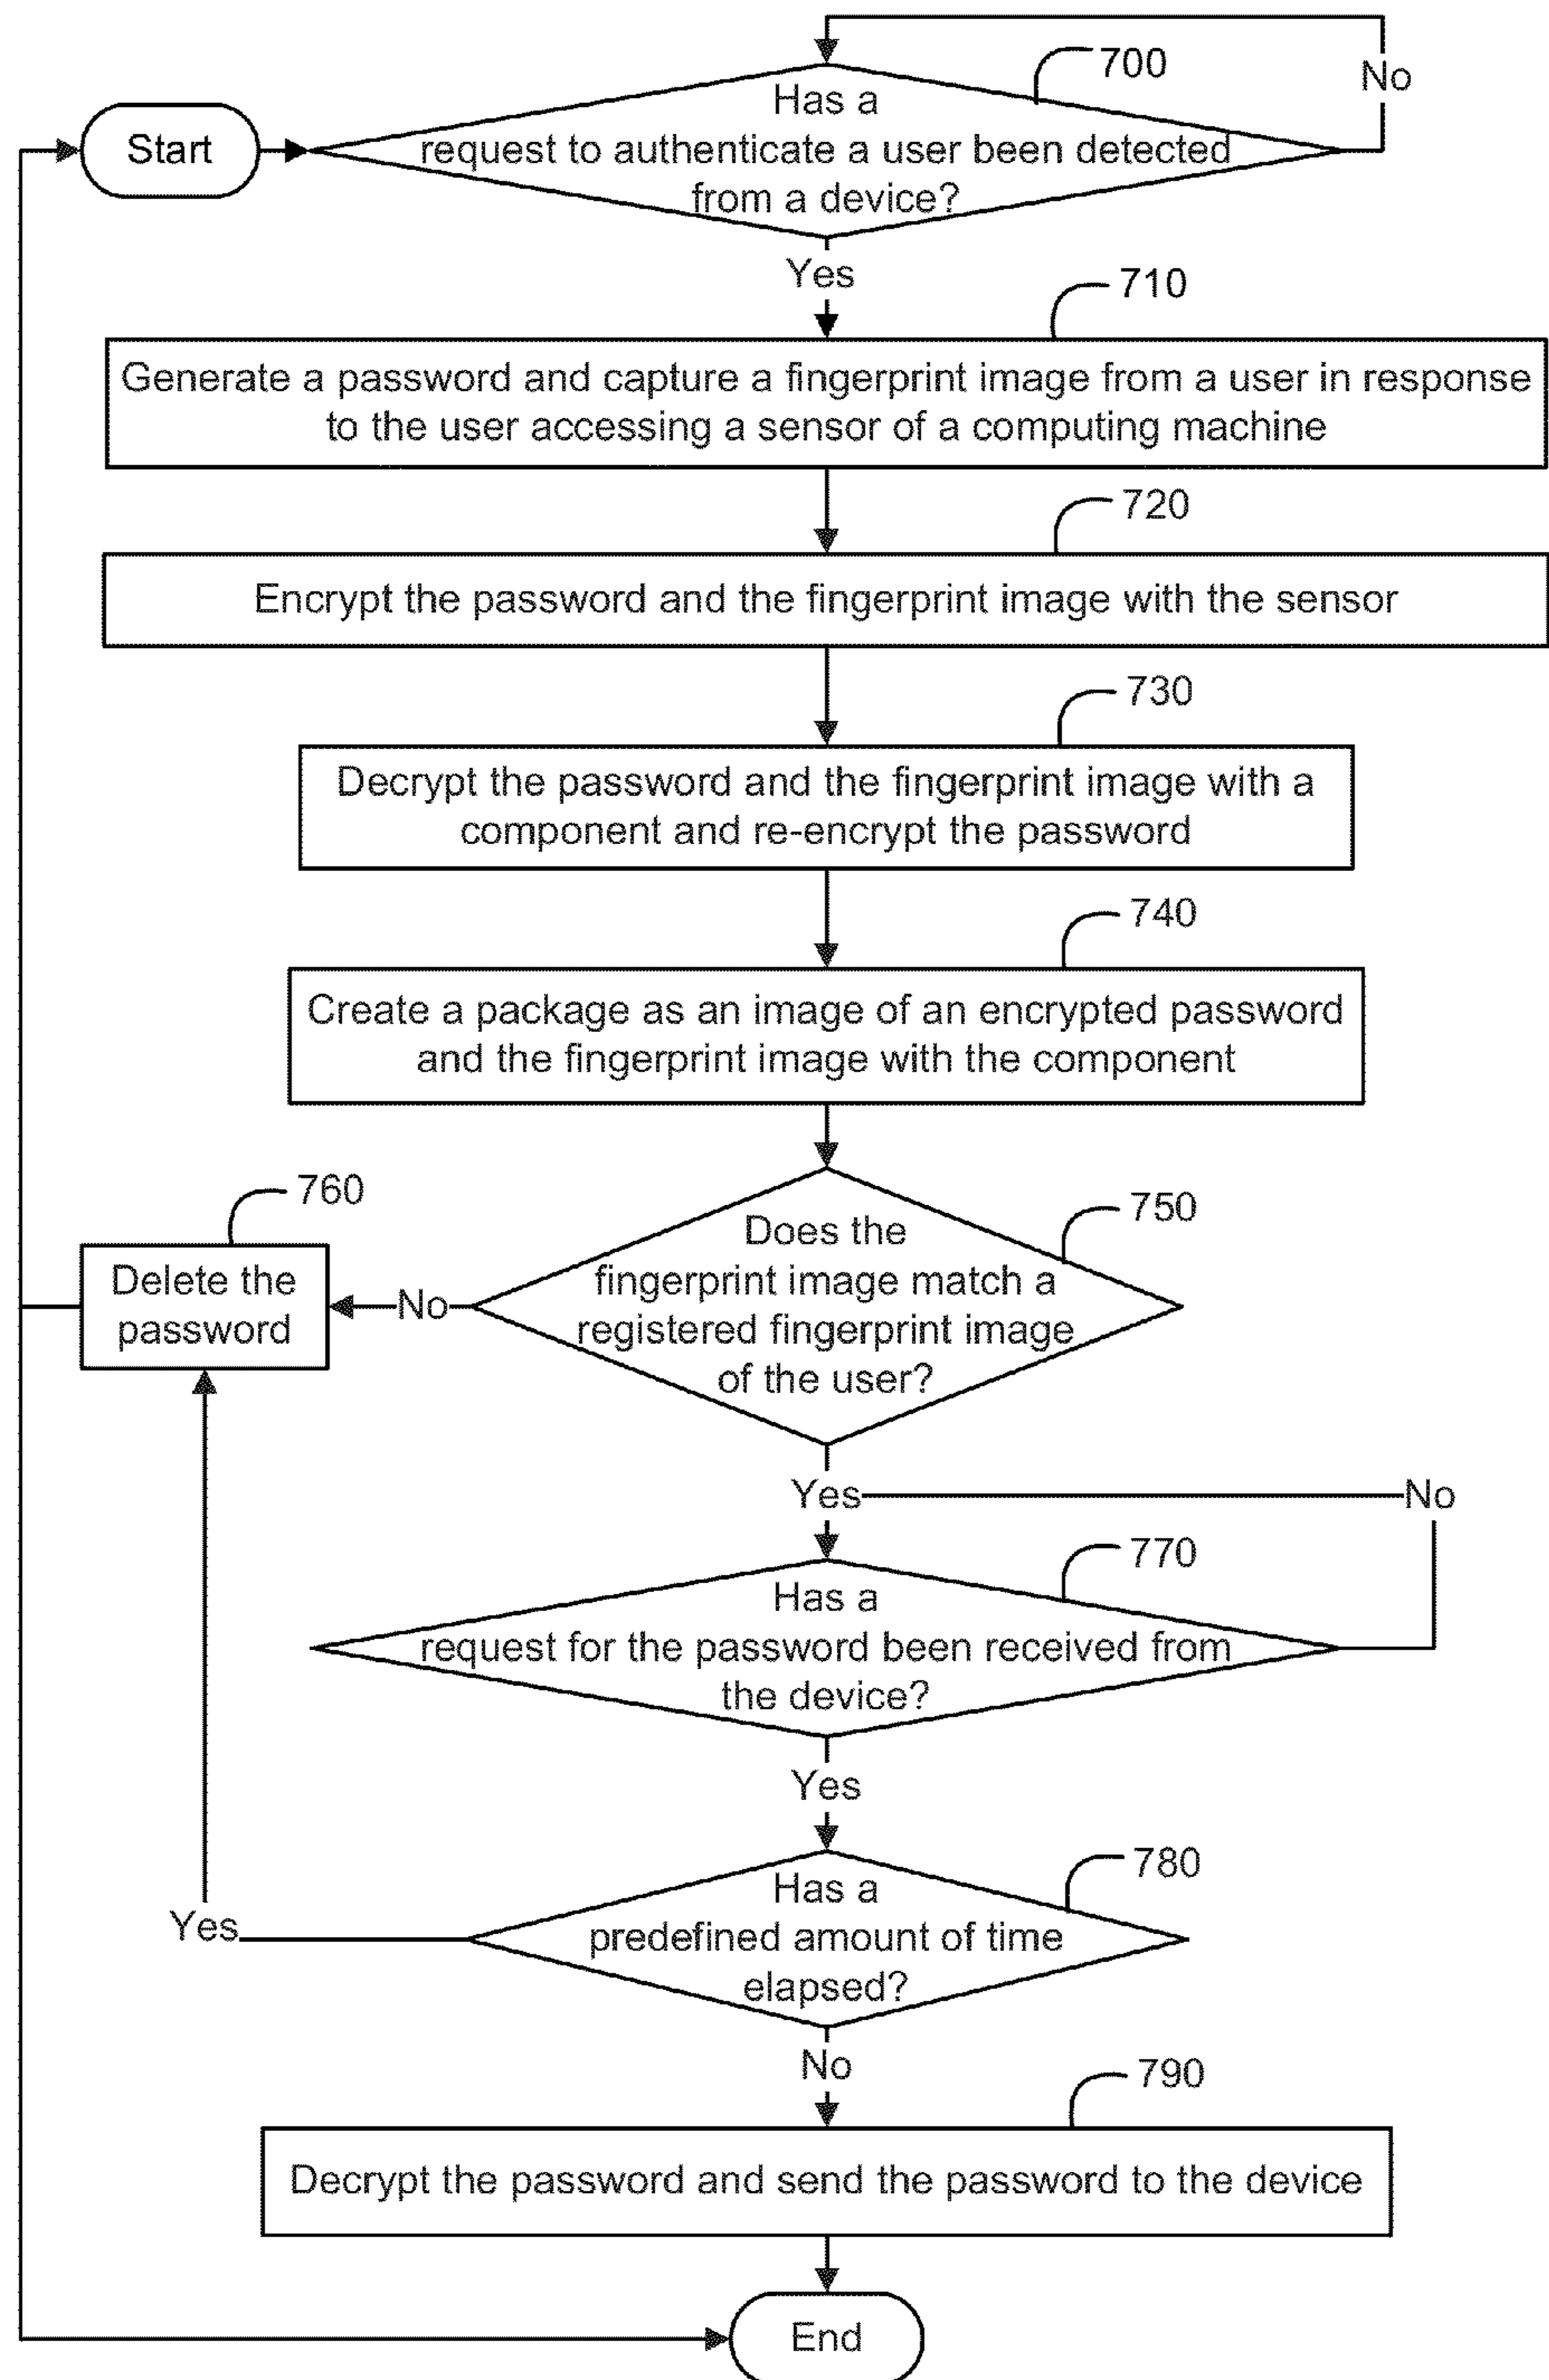 700
No
Has a
Start
request to authenticate a user been detected
from a device?
Yes
710
Generate a password and capture a fingerprint image from a user in response
to the user accessing a sensor of a computing machine
720
Encrypt the password and the fingerprint image with the sensor
730
Decrypt the password and the fingerprint image with a
component and re-encrypt the password
740
Create a package as an image of an encrypted password
and the fingerprint image with the component
760
750
Does the
fingerprint image match a
registered fingerprint image
of the user?
No
Delete the
password
Yes
No
770
Has a
request for the password been received from
the device?
Yes
780
Has a
predefined amount of time
elapsed?
Yes
No
790
Decrypt the password and send the password to the device
End